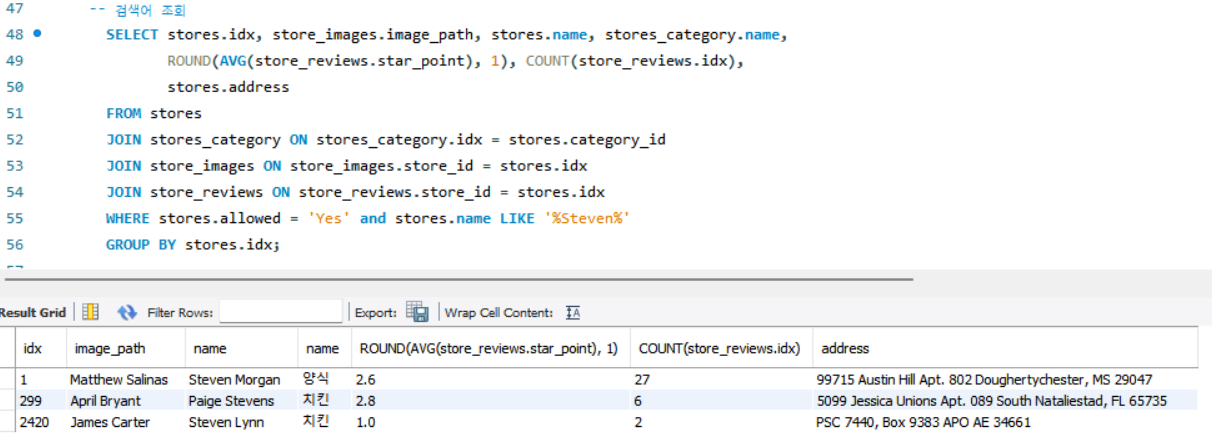 47 -- 검색어 조회
48 SELECT stores.idx, store_images.image_path, stores.name, stores_category.name,
49 ROUND(AVG(store_reviews.star_point), 1), COUNT(store_reviews.idx),
50 stores.address
51 FROM stores
52 JOIN stores_category ON stores_category.idx = stores.category_id
53 JOIN store_images ON store_images.store_id = stores.idx
54 JOIN store_reviews ON store_reviews.store_id = stores.idx
55 WHERE stores.allowed = 'Yes' and stores.name LIKE '%Steven%'
56 GROUP BY stores.idx;
Result Grid Filter Rows: Export: Wrap Cell Content: IA
idx image_path name name ROUND(AVG(store_reviews.star_point), 1) COUNT(store_reviews.idx) address
1 Matthew Salinas Steven Morgan 양식 2.6 27 99715 Austin Hill Apt. 802 Doughertychester, MS 29047
299 April Bryant Paige Stevens 치킨 2.8 6 5099 Jessica Unions Apt. 089 South Nataliestad, FL 65735
2420 James Carter Steven Lynn 치킨 1.0 2 PSC 7440, Box 9383 APO AE 34661